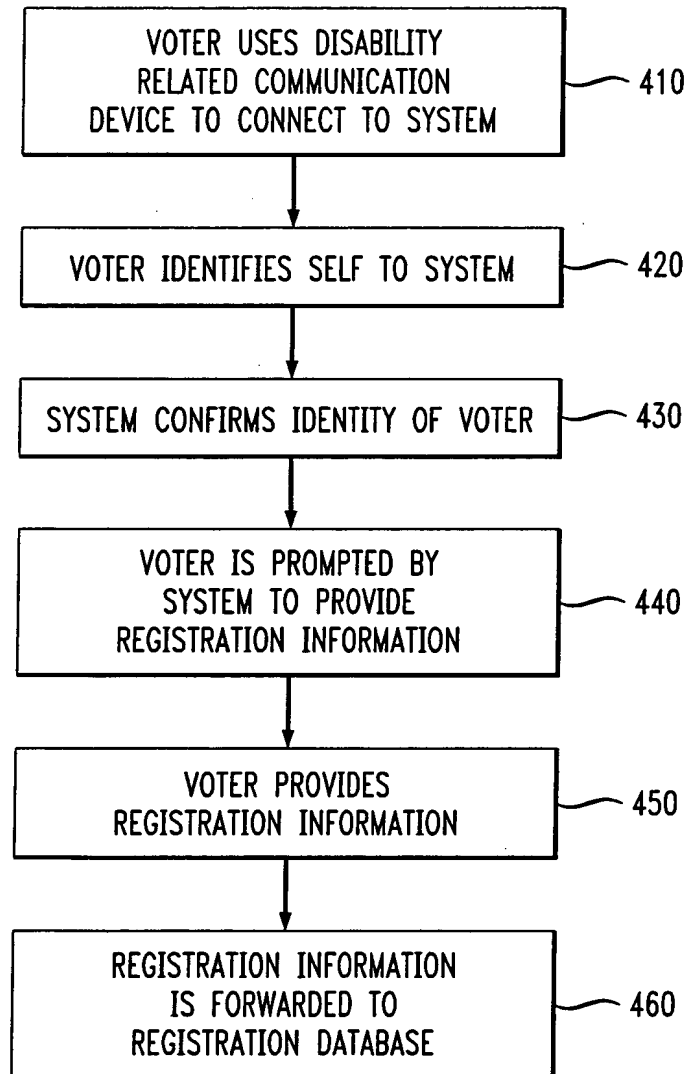 VOTER USES DISABILITY
RELATED COMMUNICATION
DEVICE TO CONNECT TO SYSTEM
410
VOTER IDENTIFIES SELF TO SYSTEM
420
SYSTEM CONFIRMS IDENTITY OF VOTER
430
VOTER IS PROMPTED BY
SYSTEM TO PROVIDE
REGISTRATION INFORMATION
440
VOTER PROVIDES
REGISTRATION INFORMATION
450
REGISTRATION INFORMATION
IS FORWARDED TO
REGISTRATION DATABASE
460